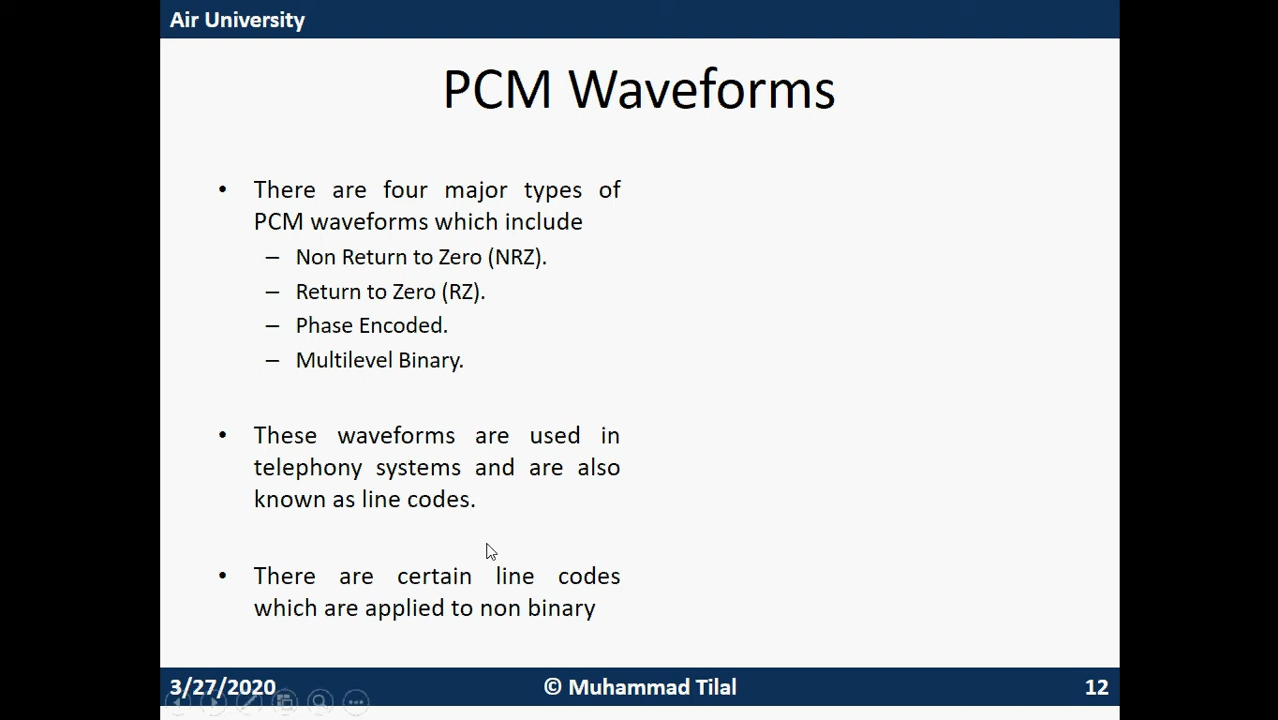 Air University
PCM Waveforms
• There are four major types of
PCM waveforms which include
– Non Return to Zero (NRZ).
– Return to Zero (RZ).
– Phase Encoded.
– Multilevel Binary.
• These waveforms are used in
telephony systems and are also
known as line codes.
• There are certain line codes
which are applied to non binary
3/27/2020
© Muhammad Tilal
12